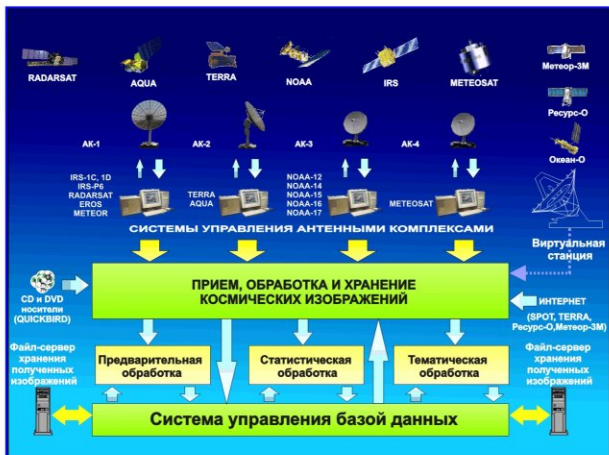 RADARSAT
AQUA
TERRA
NOAA
IRS
METEOSAT
Метеор-3М
Ресурс-О
Океан-О
АК-1
АК-2
АК-3
АК-4
IRS-1C, 1D
IRS-P6
RADARSAT
EROS
METEOR
TERRA
AQUA
NOAA-12
NOAA-14
NOAA-15
NOAA-16
NOAA-17
METEOSAT
СИСТЕМЫ УПРАВЛЕНИЯ АНТЕННЫМИ КОМПЛЕКСАМИ
Виртуальная
станция
ПРИЕМ, ОБРАБОТКА И ХРАНЕНИЕ
КОСМИЧЕСКИХ ИЗОБРАЖЕНИЙ
CD и DVD
носители
(QUICKBIRD)
ИНТЕРНЕТ
(SPOT, TERRA,
Ресурс-О,Метеор-3М)
Файл-сервер
хранения
полученных
изображений
Предварительная
обработка
Статистическая
обработка
Тематическая
обработка
Файл-сервер
хранения
полученных
изображений
Система управления базой данных